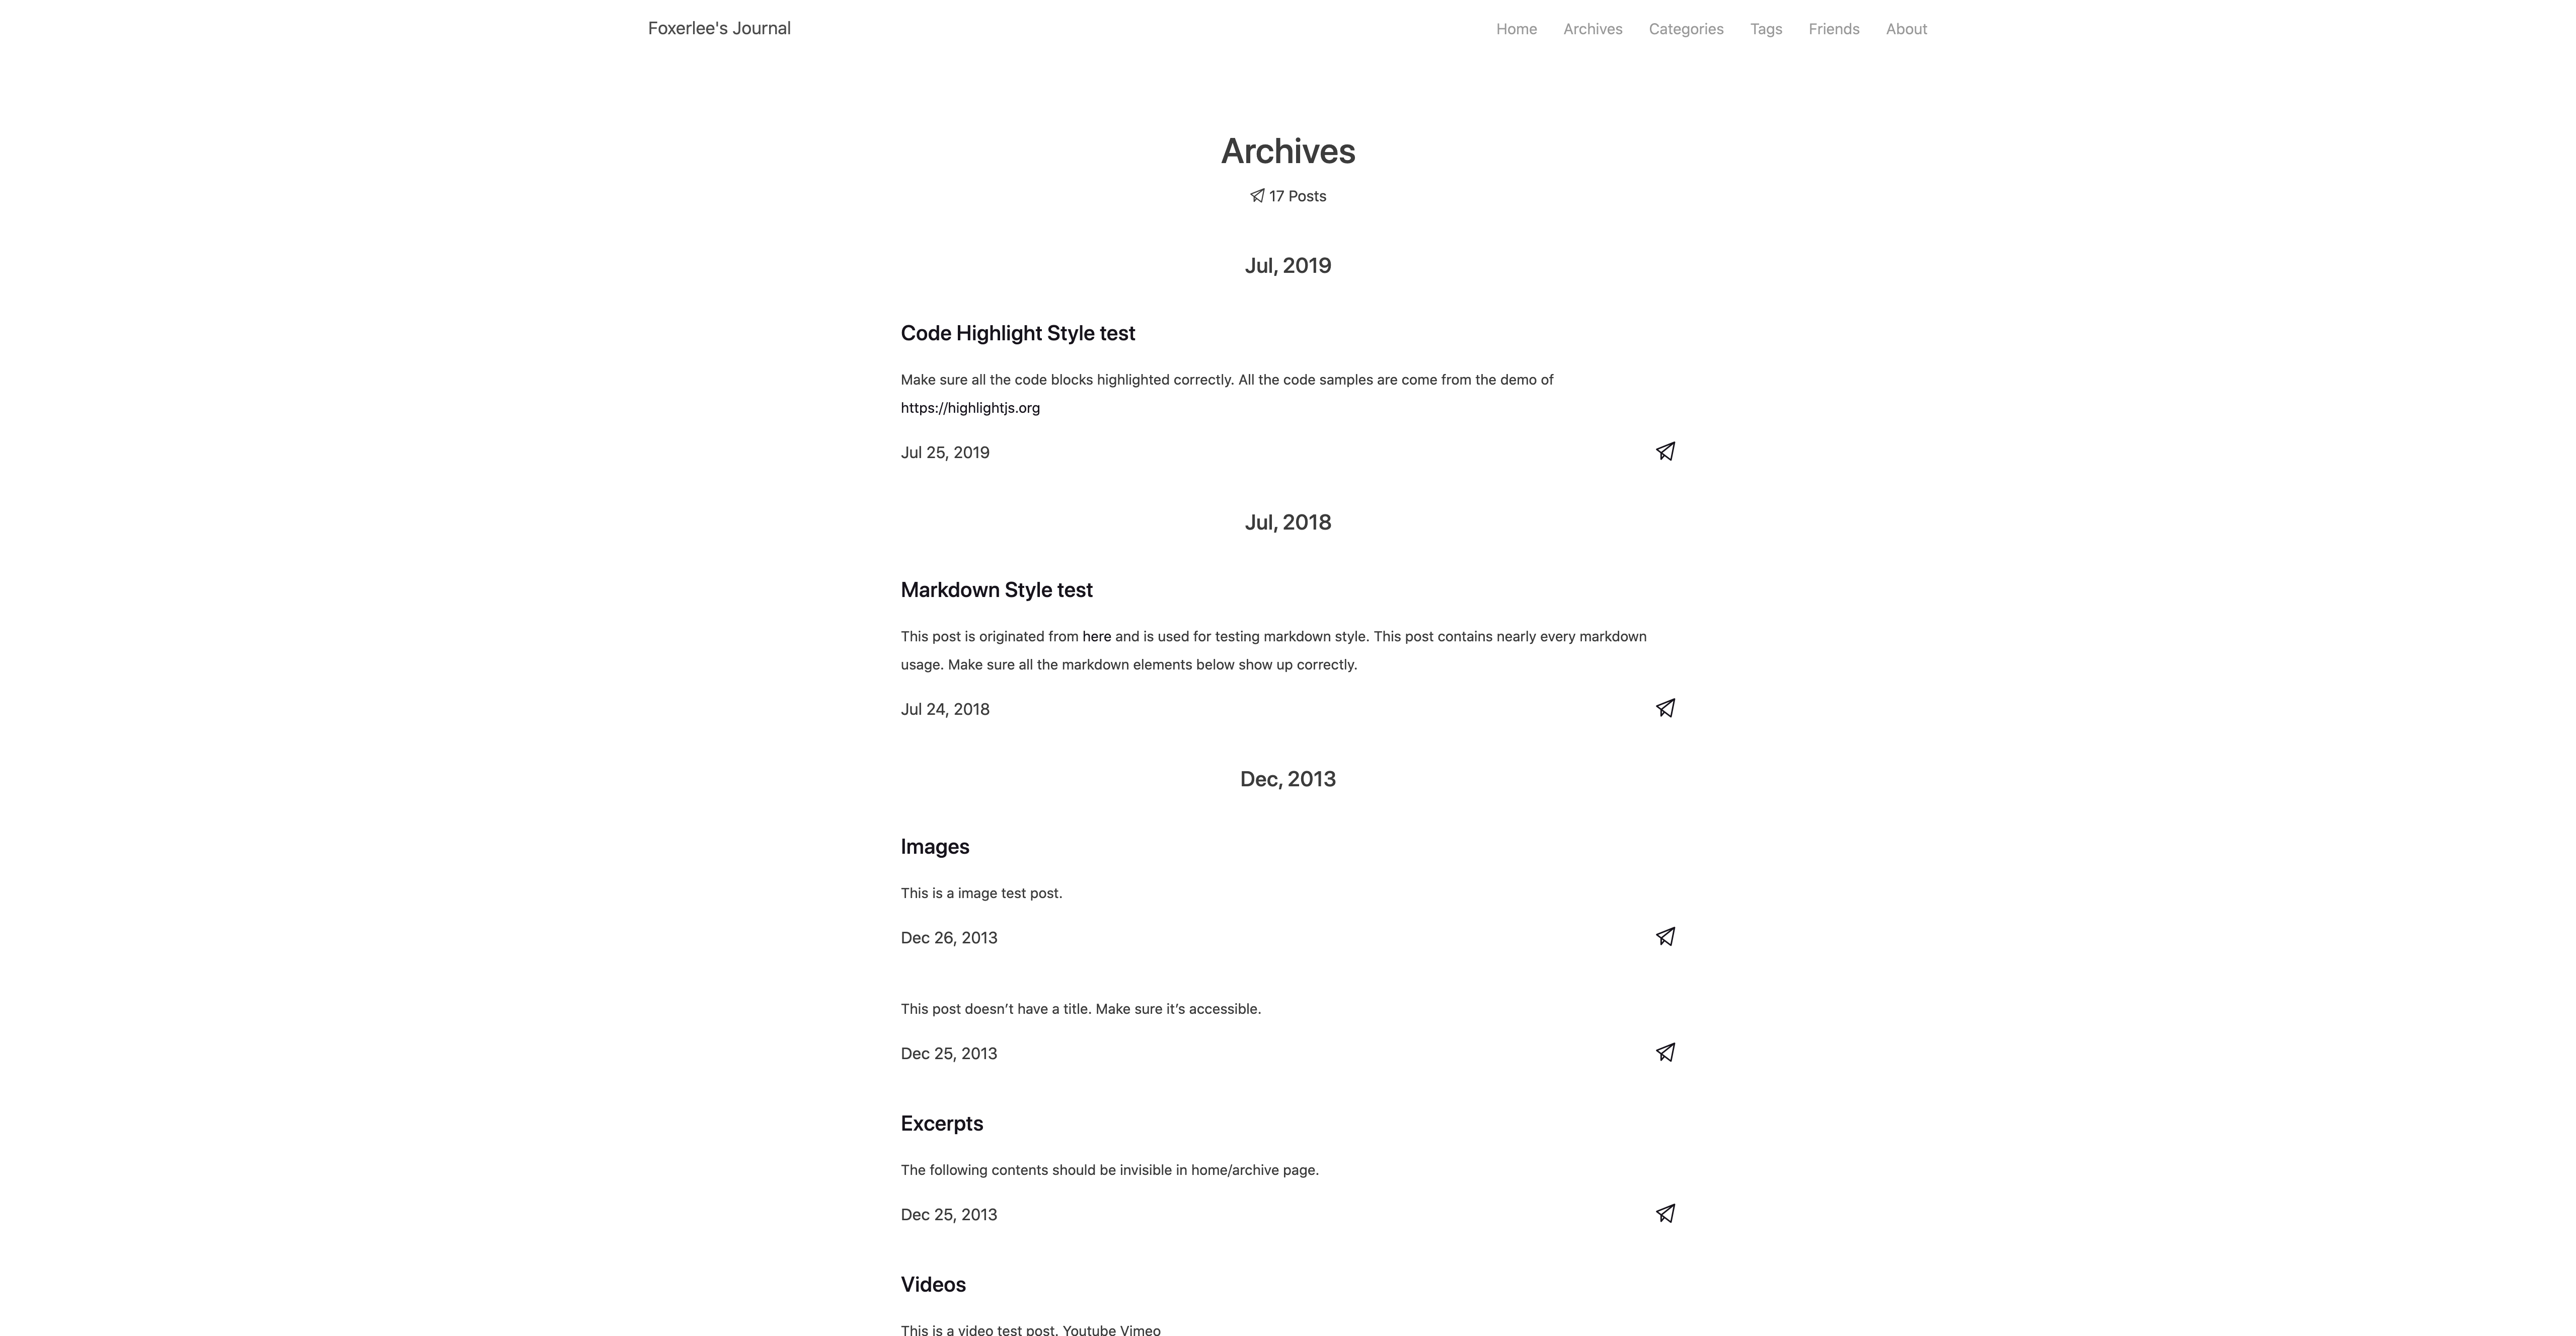 Foxerlee's Journal
Home Archives Categories Tags Friends About
Archives
17 Posts
Jul, 2019
Code Highlight Style test
Make sure all the code blocks highlighted correctly. All the code samples are come from the demo of
https://highlightjs.org
Jul 25, 2019
Jul, 2018
Markdown Style test
This post is originated from here and is used for testing markdown style. This post contains nearly every markdown
usage. Make sure all the markdown elements below show up correctly.
Jul 24, 2018
Dec, 2013
Images
This is a image test post.
Dec 26, 2013
This post doesn’t have a title. Make sure it’s accessible.
Dec 25, 2013
Excerpts
The following contents should be invisible in home/archive page.
Dec 25, 2013
Videos
This is a video test post. Youtube Vimeo